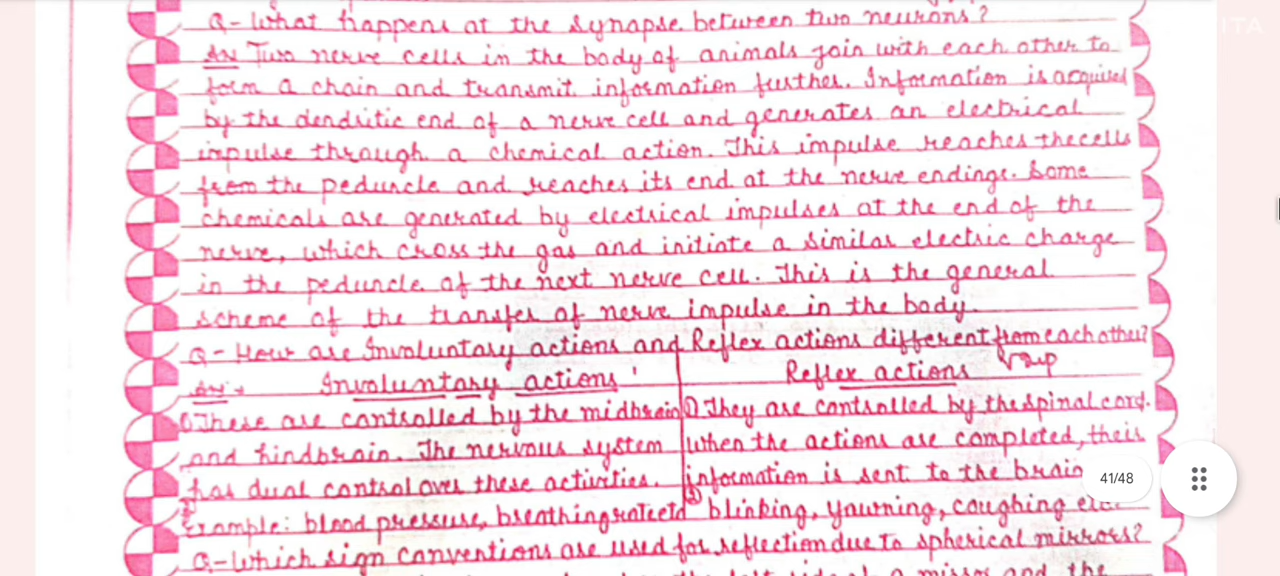 ITA
Q- What happens at the synapse between two neurons?
Ans Two nerve cells in the body of animals join with each other to
form a chain and transmit information further. Information is acquired
by the dendritic end of a nerve cell and generates an electrical
impulse through a chemical action. This impulse reaches the cells
from the peduncle and reaches its end at the nerve endings. Some
chemicals are generated by electrical impulses at the end of the
nerve, which cross the gas and initiate a similar electric charge
in the peduncle of the next nerve cell. This is the general
scheme of the transfer of nerve impulse in the body.
Q- How are Involuntary actions and Reflex actions different from each other?
Ans Involuntary actions Reflex actions
① These are controlled by the midbrain ① They are controlled by the spinal cord.
and hindbrain. The nervous system when the actions are completed, their
has dual control over these activities. information is sent to the brain
41/48
② Example: blood pressure, breathing rate etc ② blinking, yawning, coughing etc.
Q- Which sign conventions are used for reflection due to spherical mirrors?
a mirror and the